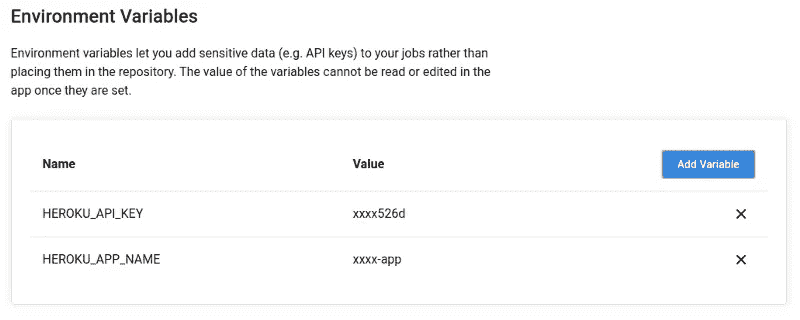 Environment Variables
Environment variables let you add sensitive data (e.g. API keys) to your jobs rather than
placing them in the repository. The value of the variables cannot be read or edited in the
app once they are set.
Name Value Add Variable
HEROKU_API_KEY xxxx526d
HEROKU_APP_NAME xxxx-app